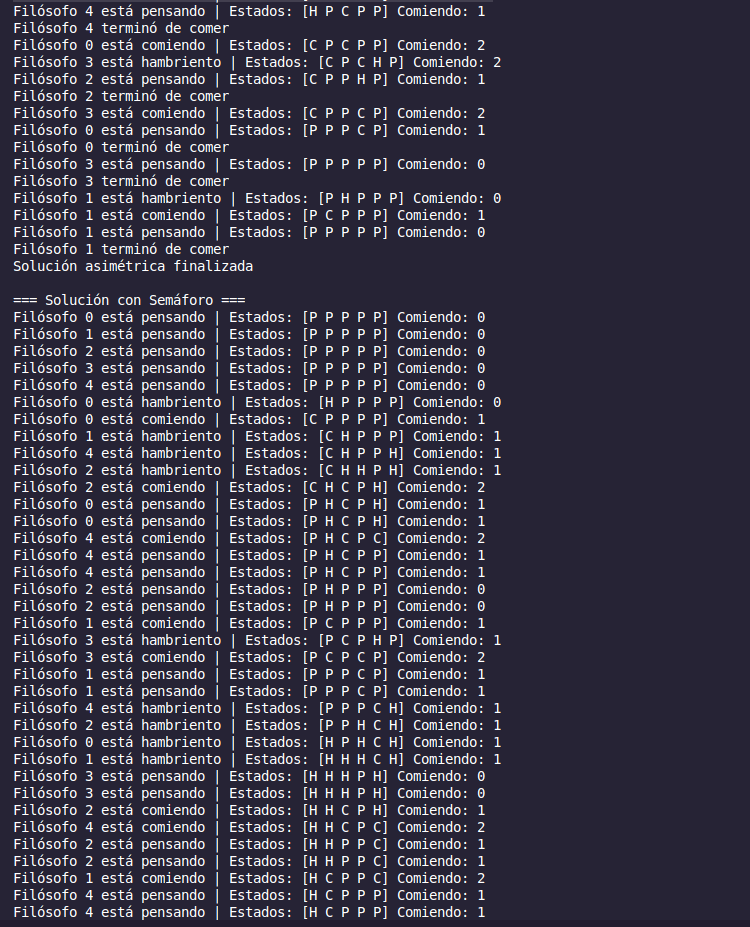 Filósofo 4 está pensando | Estados: [H P C P P] Comiendo: 1
Filósofo 4 terminó de comer
Filósofo 0 está comiendo | Estados: [C P C P P] Comiendo: 2
Filósofo 3 está hambriento | Estados: [C P C H P] Comiendo: 2
Filósofo 2 está pensando | Estados: [C P P H P] Comiendo: 1
Filósofo 2 terminó de comer
Filósofo 3 está comiendo | Estados: [C P P C P] Comiendo: 2
Filósofo 0 está pensando | Estados: [P P P C P] Comiendo: 1
Filósofo 0 terminó de comer
Filósofo 3 está pensando | Estados: [P P P P P] Comiendo: 0
Filósofo 3 terminó de comer
Filósofo 1 está hambriento | Estados: [P H P P P] Comiendo: 0
Filósofo 1 está comiendo | Estados: [P C P P P] Comiendo: 1
Filósofo 1 está pensando | Estados: [P P P P P] Comiendo: 0
Filósofo 1 terminó de comer
Solución asimétrica finalizada

=== Solución con Semáforo ===
Filósofo 0 está pensando | Estados: [P P P P P] Comiendo: 0
Filósofo 1 está pensando | Estados: [P P P P P] Comiendo: 0
Filósofo 2 está pensando | Estados: [P P P P P] Comiendo: 0
Filósofo 3 está pensando | Estados: [P P P P P] Comiendo: 0
Filósofo 4 está pensando | Estados: [P P P P P] Comiendo: 0
Filósofo 0 está hambriento | Estados: [H P P P P] Comiendo: 0
Filósofo 0 está comiendo | Estados: [C P P P P] Comiendo: 1
Filósofo 1 está hambriento | Estados: [C H P P P] Comiendo: 1
Filósofo 4 está hambriento | Estados: [C H P P H] Comiendo: 1
Filósofo 2 está hambriento | Estados: [C H H P H] Comiendo: 1
Filósofo 2 está comiendo | Estados: [C H C P H] Comiendo: 2
Filósofo 0 está pensando | Estados: [P H C P H] Comiendo: 1
Filósofo 0 está pensando | Estados: [P H C P H] Comiendo: 1
Filósofo 4 está comiendo | Estados: [P H C P C] Comiendo: 2
Filósofo 4 está pensando | Estados: [P H C P P] Comiendo: 1
Filósofo 4 está pensando | Estados: [P H C P P] Comiendo: 1
Filósofo 2 está pensando | Estados: [P H P P P] Comiendo: 0
Filósofo 2 está pensando | Estados: [P H P P P] Comiendo: 0
Filósofo 1 está comiendo | Estados: [P C P P P] Comiendo: 1
Filósofo 3 está hambriento | Estados: [P C P H P] Comiendo: 1
Filósofo 3 está comiendo | Estados: [P C P C P] Comiendo: 2
Filósofo 1 está pensando | Estados: [P P P C P] Comiendo: 1
Filósofo 1 está pensando | Estados: [P P P C P] Comiendo: 1
Filósofo 4 está hambriento | Estados: [P P P C H] Comiendo: 1
Filósofo 2 está hambriento | Estados: [P P H C H] Comiendo: 1
Filósofo 0 está hambriento | Estados: [H P H C H] Comiendo: 1
Filósofo 1 está hambriento | Estados: [H H H C H] Comiendo: 1
Filósofo 3 está pensando | Estados: [H H H P H] Comiendo: 0
Filósofo 3 está pensando | Estados: [H H H P H] Comiendo: 0
Filósofo 2 está comiendo | Estados: [H H C P H] Comiendo: 1
Filósofo 4 está comiendo | Estados: [H H C P C] Comiendo: 2
Filósofo 2 está pensando | Estados: [H H P P C] Comiendo: 1
Filósofo 2 está pensando | Estados: [H H P P C] Comiendo: 1
Filósofo 1 está comiendo | Estados: [H C P P C] Comiendo: 2
Filósofo 4 está pensando | Estados: [H C P P P] Comiendo: 1
Filósofo 4 está pensando | Estados: [H C P P P] Comiendo: 1